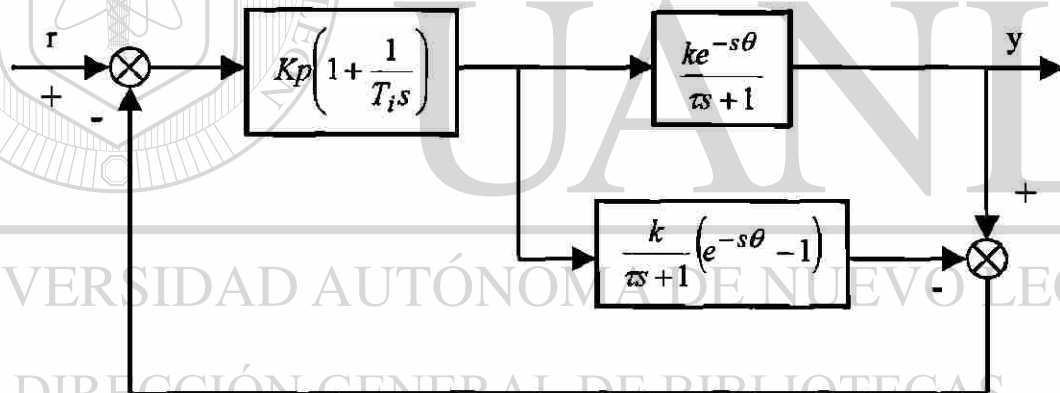 r
+
-
Kp(1 + 1/(T_i s))
ke^{-sθ}/(τs + 1)
y
+
k/(τs + 1) (e^{-sθ} - 1)
-
UANL
VERSIDAD AUTÓNOMA DE NUEVO LEÓ
DIRECCIÓN GENERAL DE BIBLIOTECAS